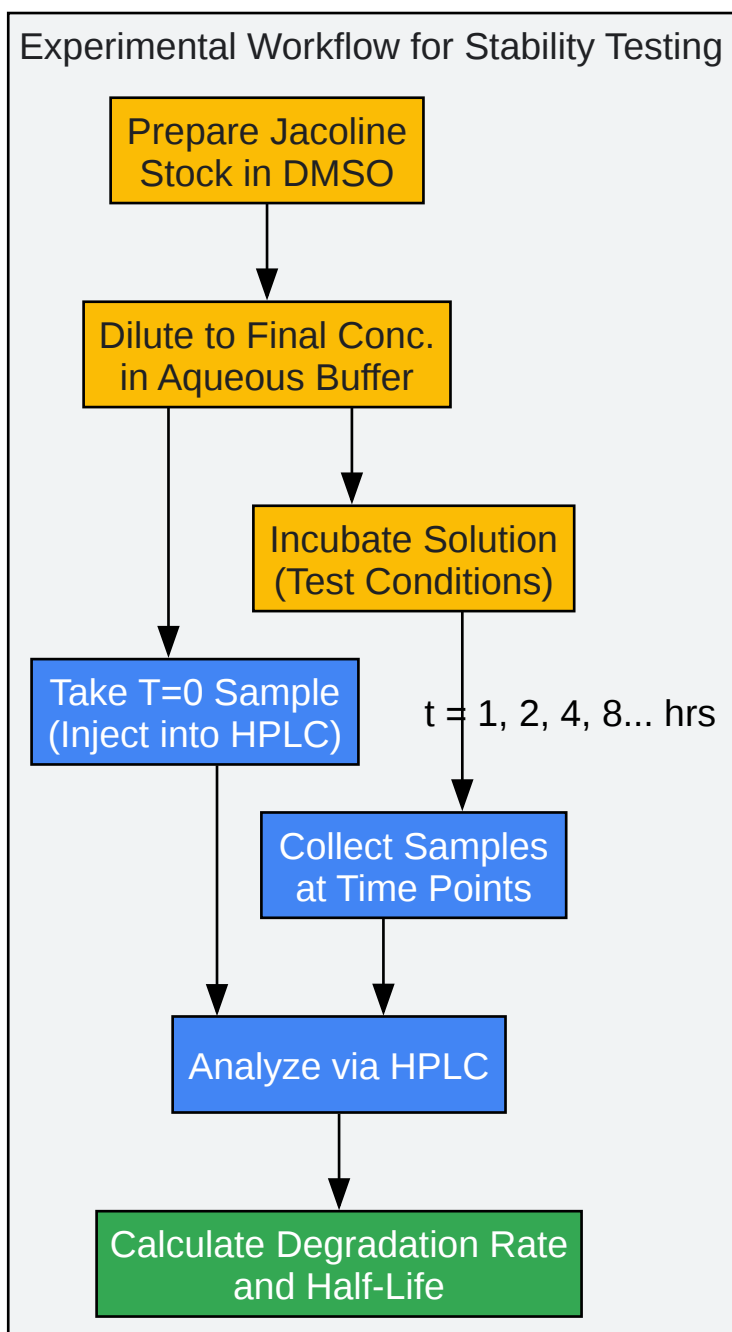 Experimental Workflow for Stability Testing
Prepare Jacoline
Stock in DMSO
Dilute to Final Conc.
in Aqueous Buffer
Incubate Solution
(Test Conditions)
Take T=0 Sample
(Inject into HPLC)
t = 1, 2, 4, 8... hrs
Collect Samples
at Time Points
Analyze via HPLC
Calculate Degradation Rate
and Half-Life